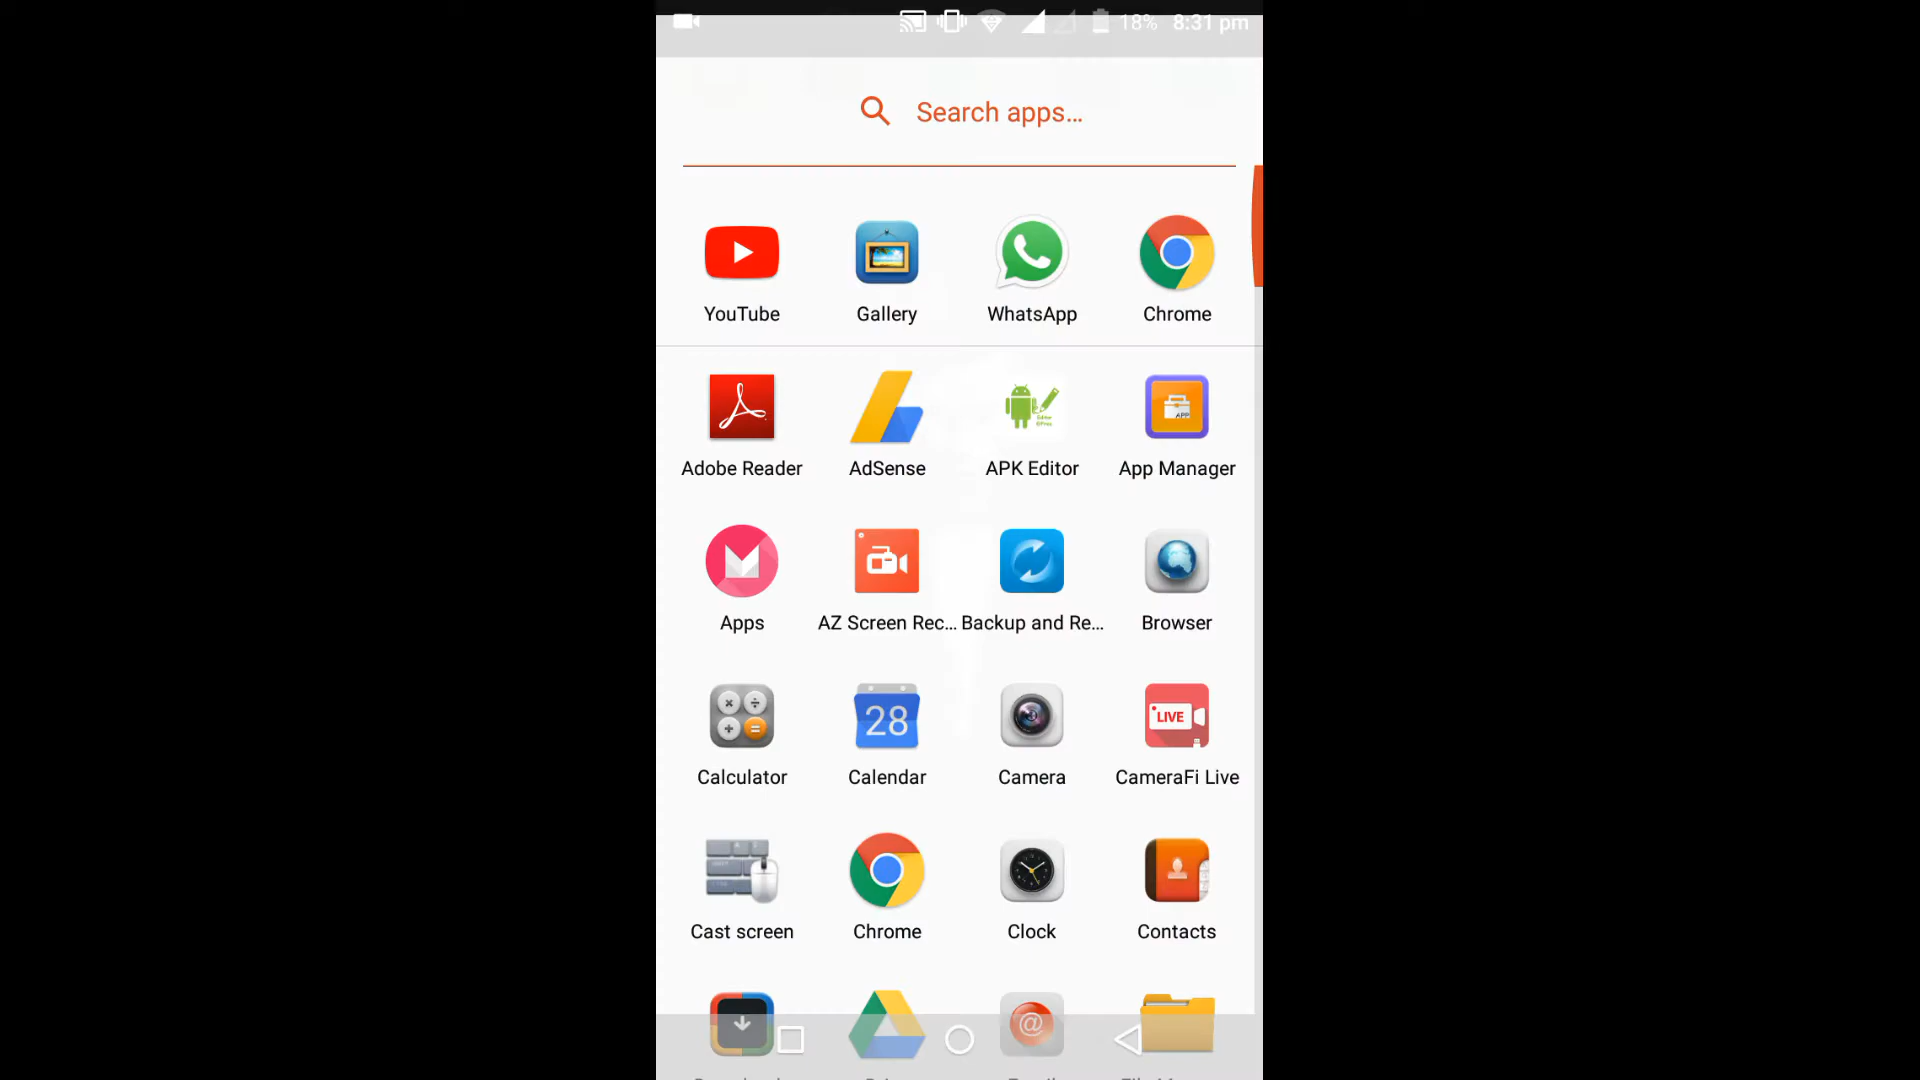 18% 8:31 pm
Search apps...
YouTube Gallery WhatsApp Chrome
Adobe Reader AdSense APK Editor App Manager
Apps AZ Screen Rec... Backup and Re... Browser
28
LIVE
Calculator Calendar Camera CameraFi Live
Cast screen Chrome Clock Contacts